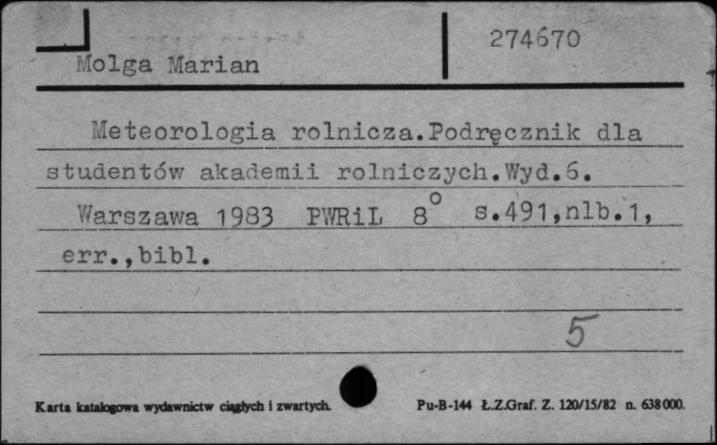 274670
Molga Marian
Meteorologia rolnicza.Podręcznik dla
studentów akademii rolniczych.Wyd.6.
Warszawa 1983 PWRiL 8° s.491,nlb.1,
err.,bibl.
5
Karta katalogowa wydawnictw ciągłych i zwartych. Pu-B-144 Ł.Z.Graf. Z. 120/15/82 n. 638000.